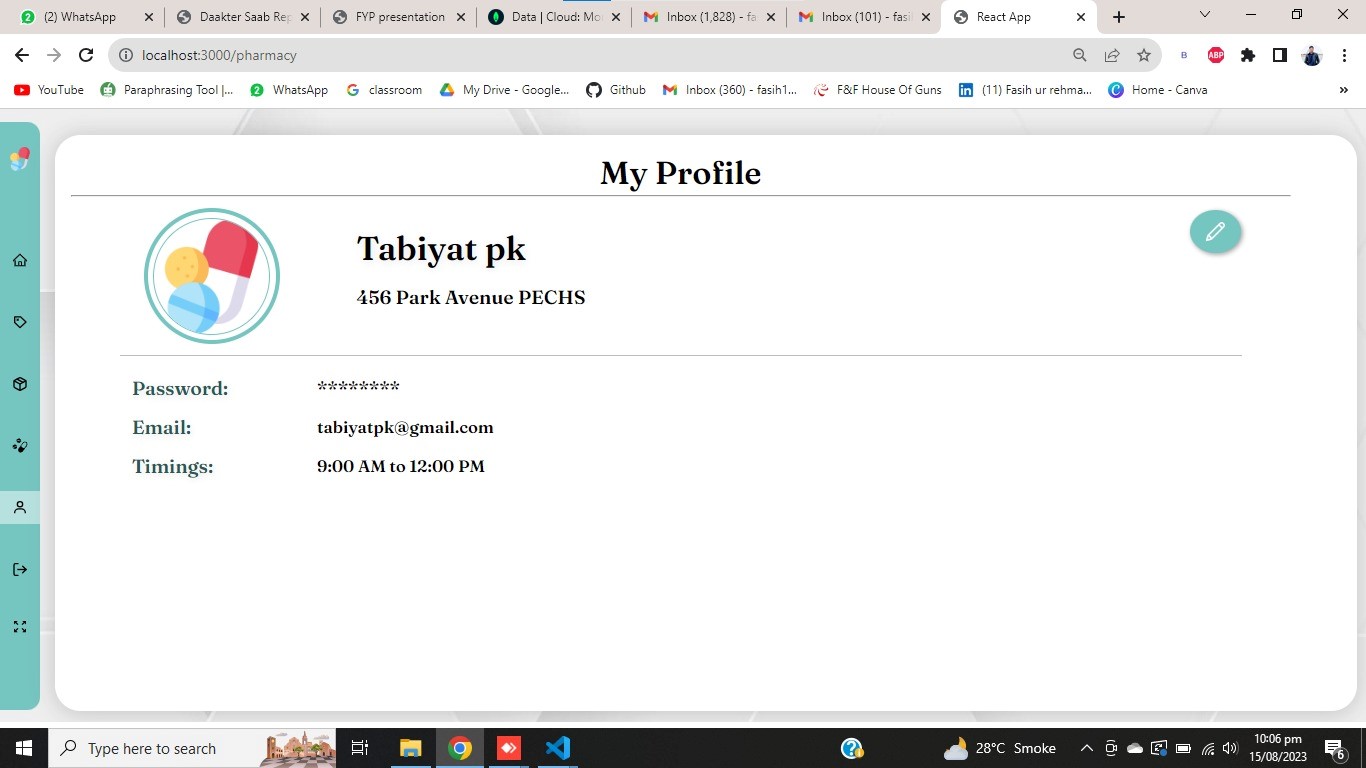 (2) WhatsApp
Daakter Saab Rep
FYP presentation
Data | Cloud: Mo
Inbox (1,828) - fa
Inbox (101) - fasi
React App
localhost:3000/pharmacy
B
ABP
YouTube
Paraphrasing Tool |...
2
WhatsApp
classroom
My Drive - Google...
Github
Inbox (360) - fasih1...
F&F House Of Guns
(11) Fasih ur rehma...
Home - Canva
»
My Profile
Tabiyat pk
456 Park Avenue PECHS
Password: ********
Email: tabiyatpk@gmail.com
Timings: 9:00 AM to 12:00 PM
Type here to search
28°C Smoke
10:06 pm
15/08/2023
6